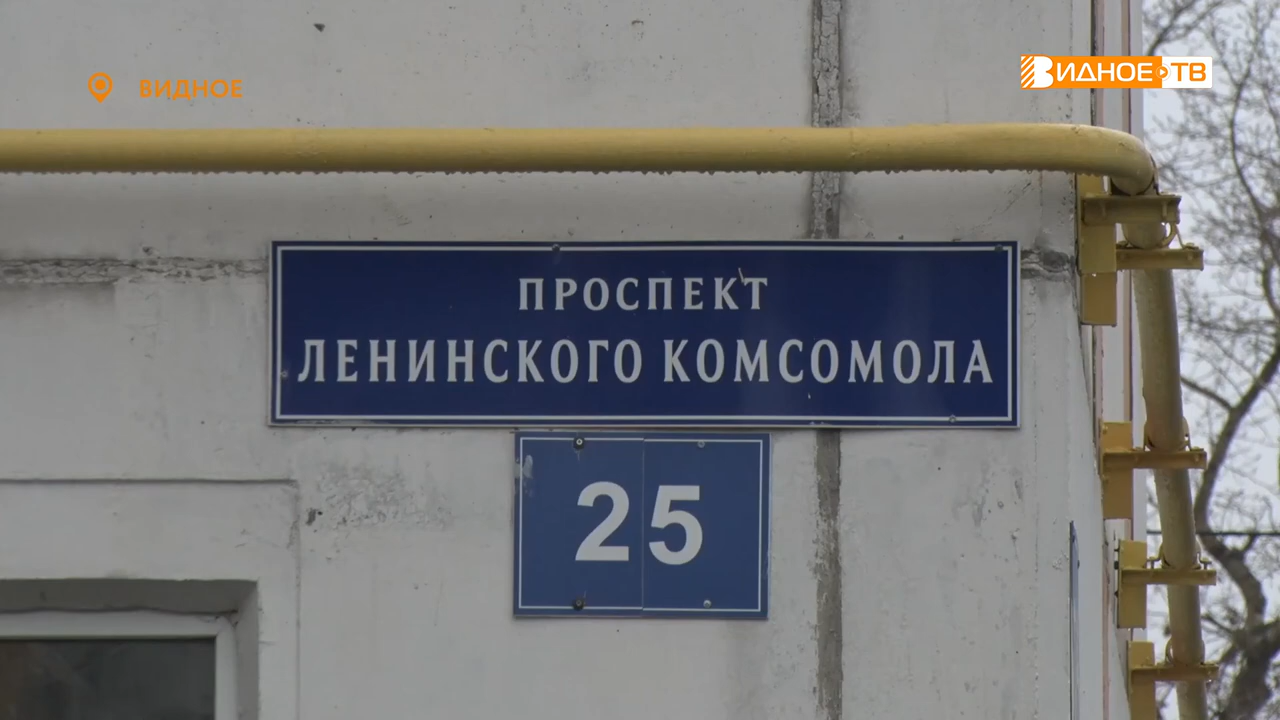 ВИДНОЕ
ВИДНОЕ ТВ
ПРОСПЕКТ
ЛЕНИНСКОГО КОМСОМОЛА
25